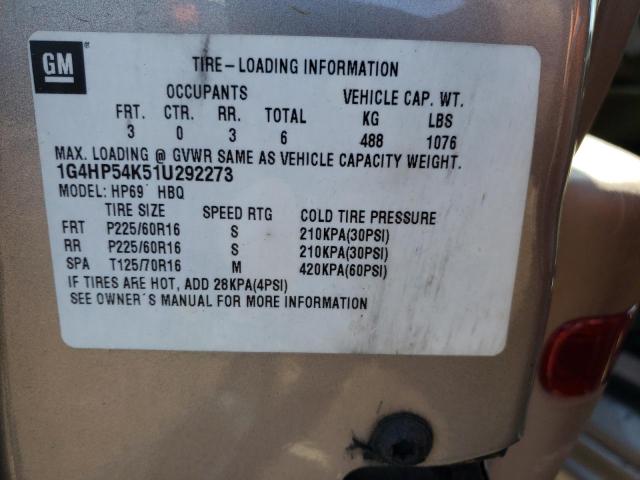 GM
TIRE-LOADING INFORMATION
OCCUPANTS VEHICLE CAP. WT.
FRT. CTR. RR. TOTAL KG LBS
3 0 3 6 488 1076
MAX. LOADING @ GVWR SAME AS VEHICLE CAPACITY WEIGHT.
1G4HP54K51U292273
MODEL: HP69 HBQ
TIRE SIZE SPEED RTG COLD TIRE PRESSURE
FRT P225/60R16 S 210KPA(30PSI)
RR P225/60R16 S 210KPA(30PSI)
SPA T125/70R16 M 420KPA(60PSI)
IF TIRES ARE HOT, ADD 28KPA(4PSI)
SEE OWNER'S MANUAL FOR MORE INFORMATION